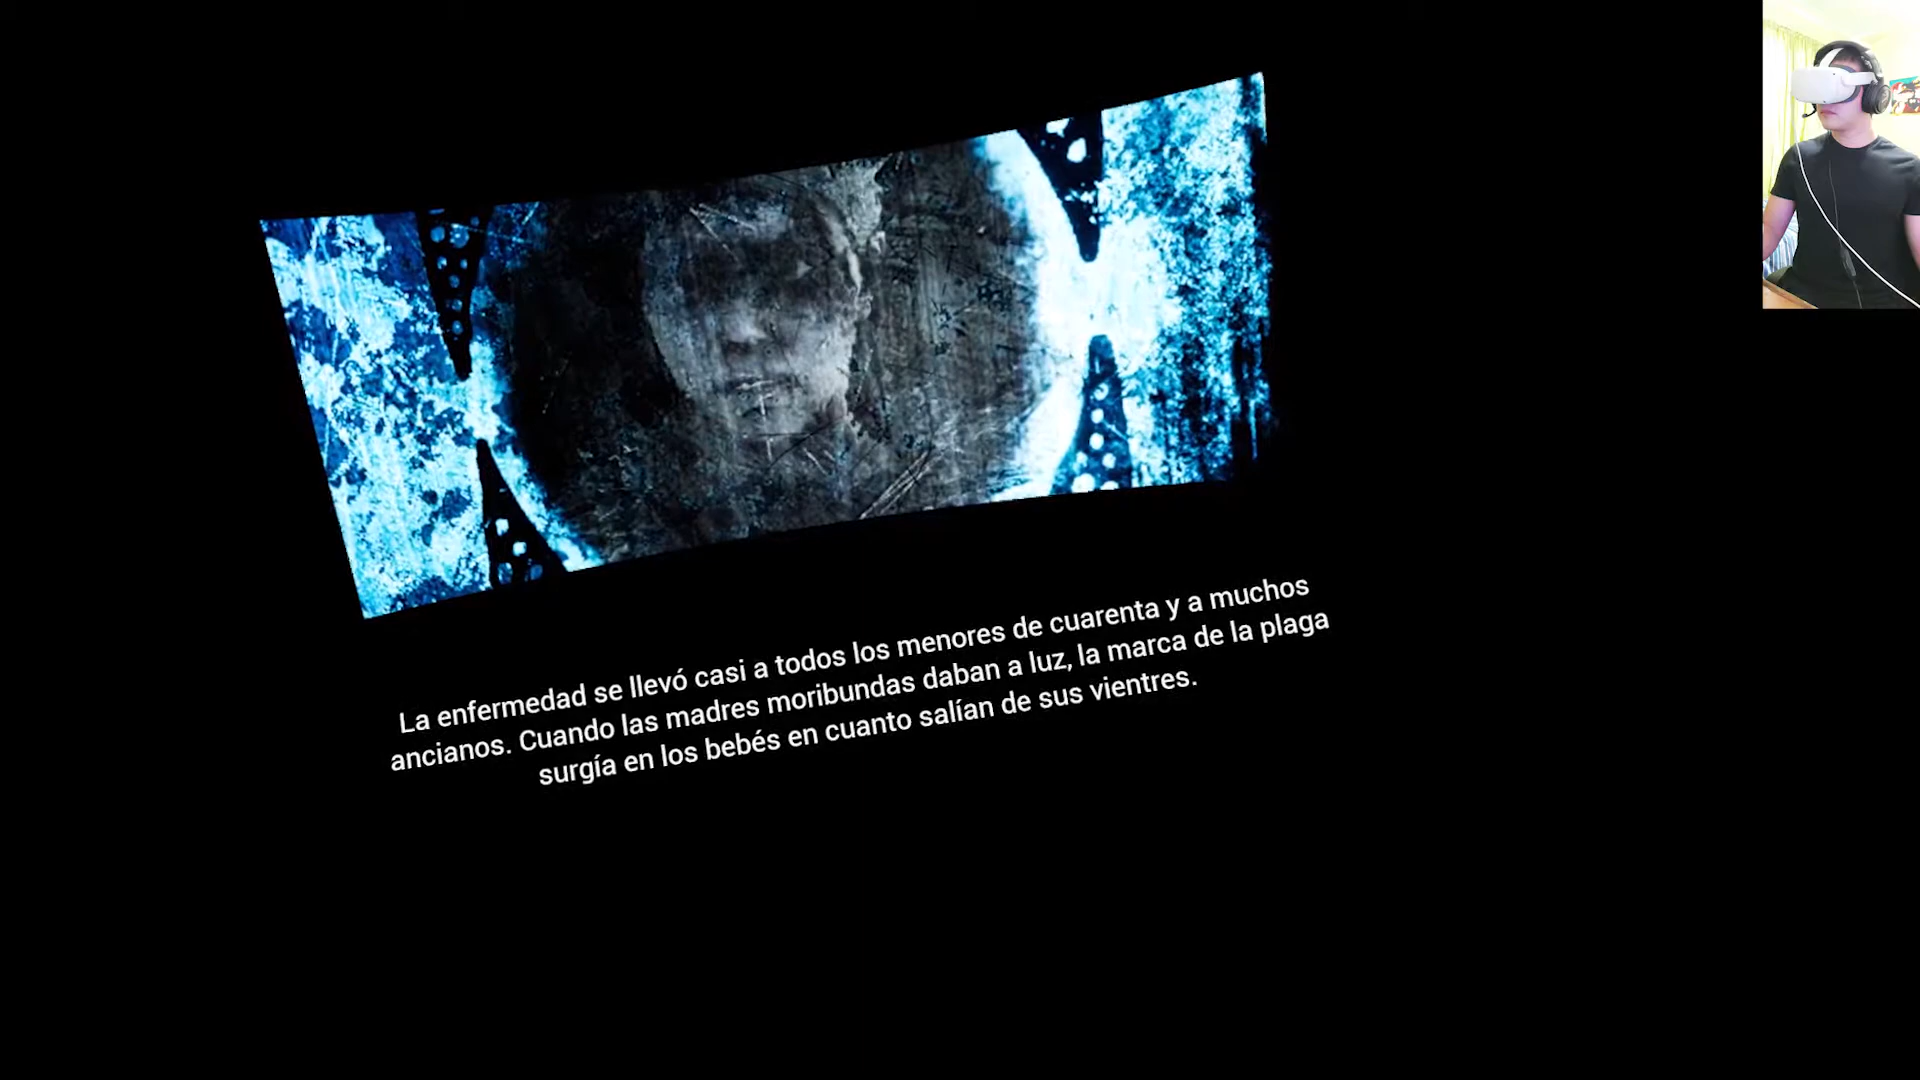 La enfermedad se llevó casi a todos los menores de cuarenta y a muchos
ancianos. Cuando las madres moribundas daban a luz, la marca de la plaga
surgía en los bebés en cuanto salían de sus vientres.